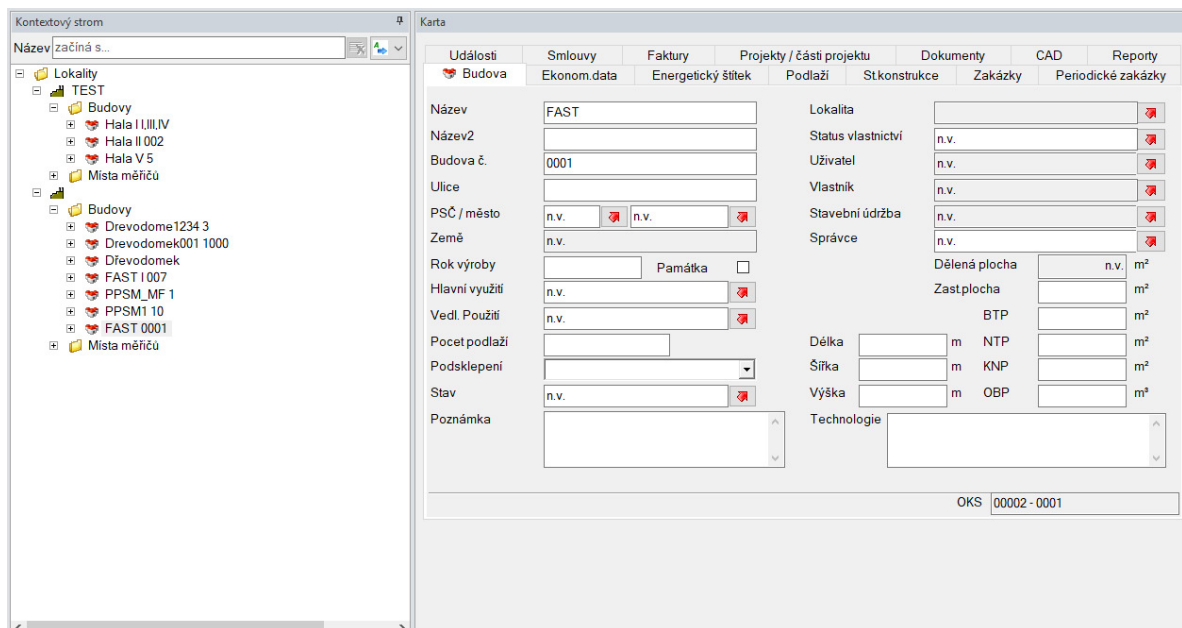 Kontextový strom
Název začíná s...
Lokality
TEST
Budovy
Hala I I,III,IV
Hala II 002
Hala V 5
Místa měřičů
Budovy
Drevodome1234 3
Drevodomek001 1000
Dřevodomek
FAST I 007
PPSM_MF 1
PPSM1 10
FAST 0001
Místa měřičů
Karta
Události Smlouvy Faktury Projekty / části projektu Dokumenty CAD Reporty
Budova Ekonom.data Energetický štítek Podlaží St.konstrukce Zakázky Periodické zakázky
Název FAST Lokalita
Název2 Status vlastnictví n.v.
Budova č. 0001 Uživatel n.v.
Ulice Vlastník n.v.
PSČ / město n.v. n.v. Stavební údržba n.v.
Země n.v. Správce n.v.
Rok výroby Památka Dělená plocha n.v. m²
Hlavní využití n.v. Zast.plocha m²
Vedl. Použití n.v. BTP m²
Pocet podlaží Délka m NTP m²
Podsklepení Šířka m KNP m²
Stav n.v. Výška m OBP m³
Poznámka Technologie
OKS 00002 - 0001